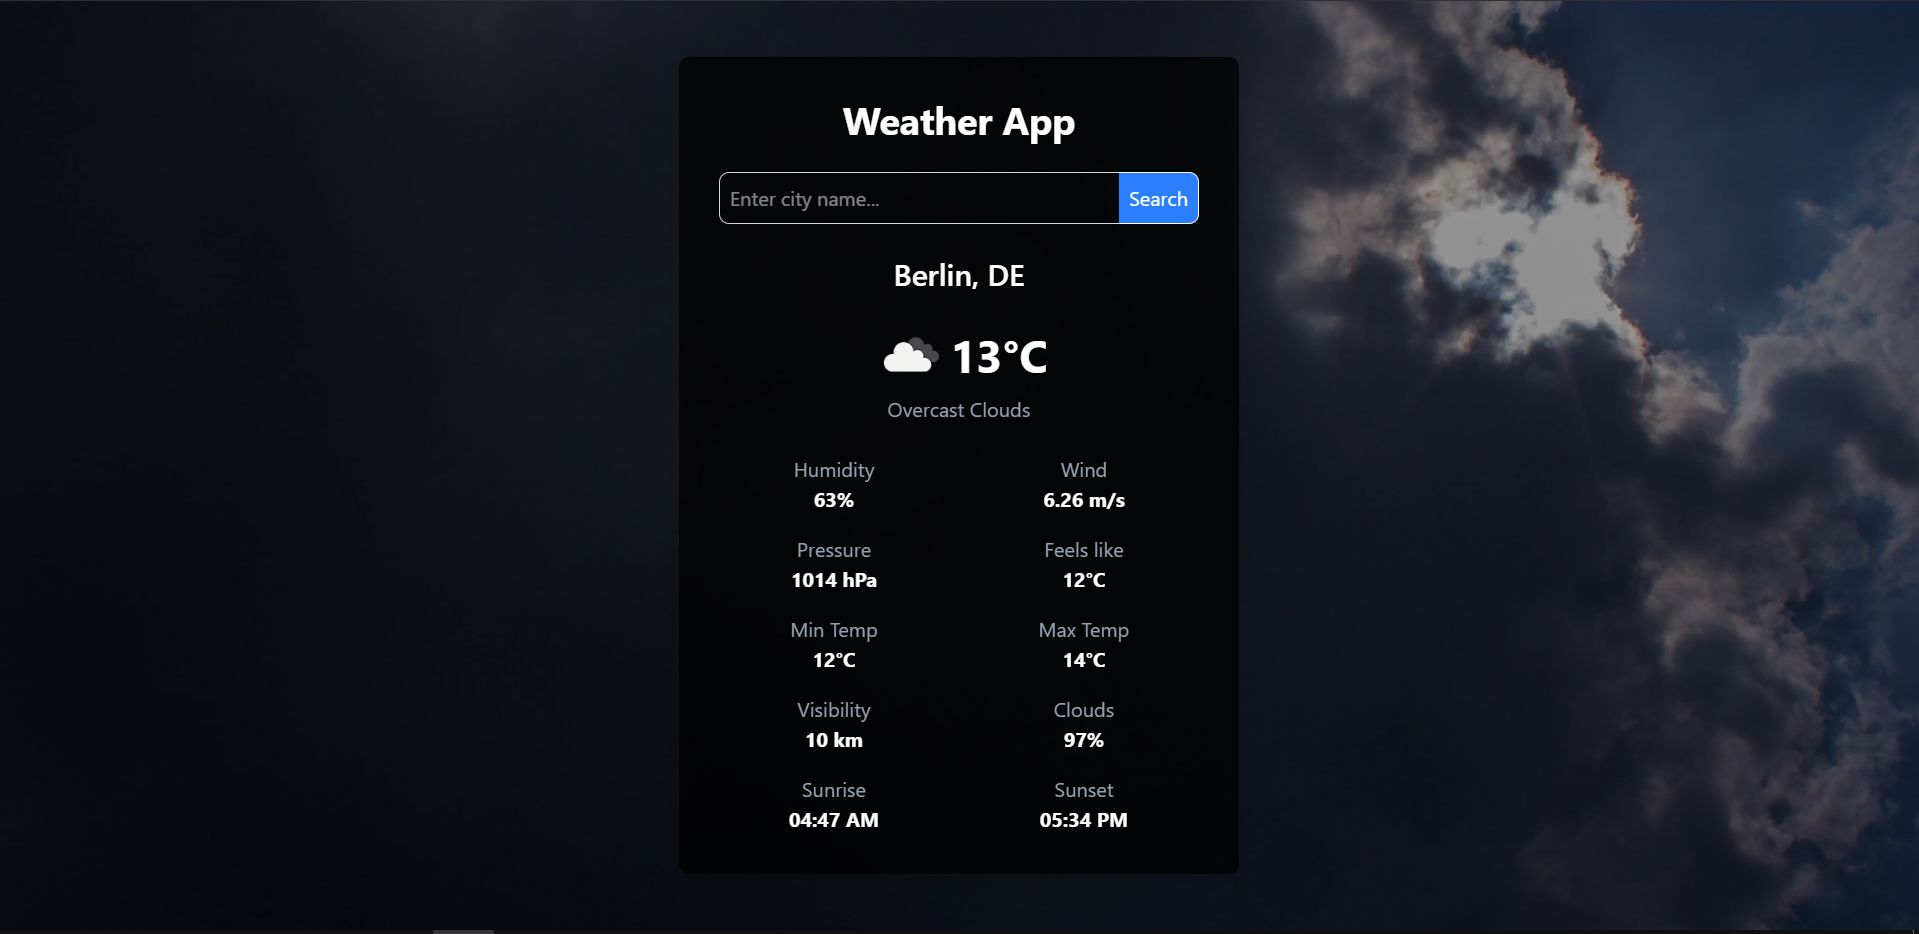 Weather App
Enter city name...
Search
Berlin, DE
13°C
Overcast Clouds
Humidity
Wind
63%
6.26 m/s
Pressure
Feels like
1014 hPa
12°C
Min Temp
Max Temp
12°C
14°C
Visibility
Clouds
10 km
97%
Sunrise
Sunset
04:47 AM
05:34 PM